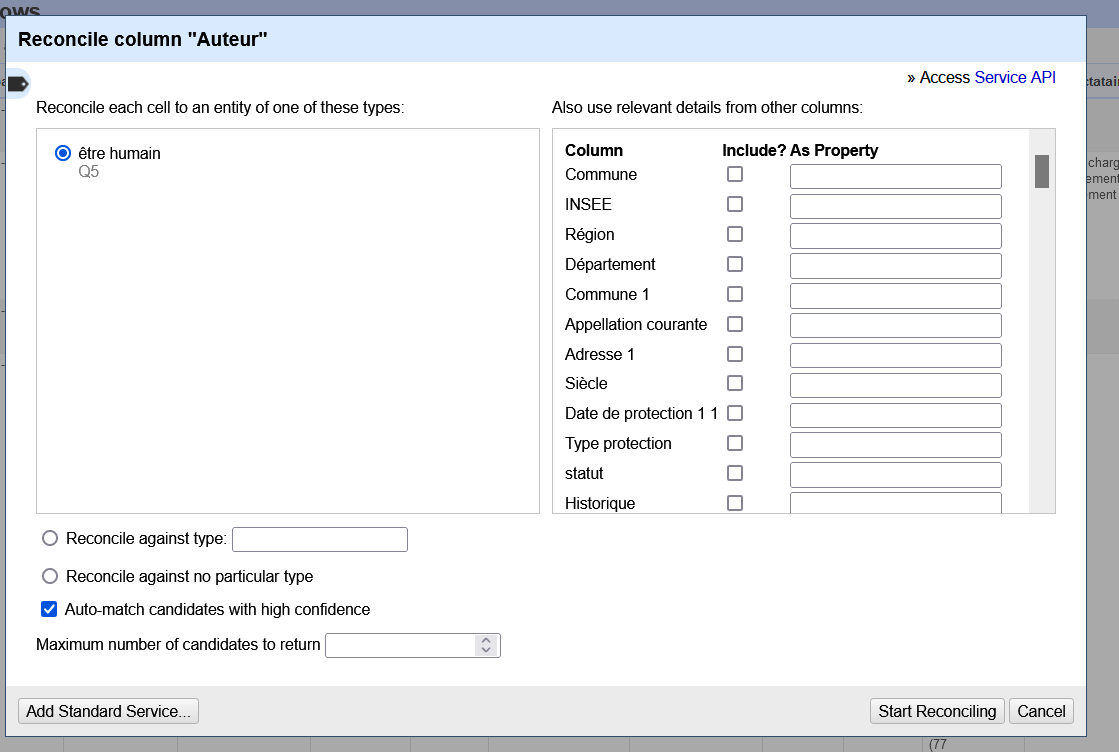 ows
Reconcile column "Auteur"
» Access Service API
Reconcile each cell to an entity of one of these types:
Also use relevant details from other columns:
être humain
Q5
Column Include? As Property
Commune
INSEE
Région
Département
Commune 1
Appellation courante
Adresse 1
Siècle
Date de protection 1 1
Type protection
statut
Historique
Reconcile against type:
Reconcile against no particular type
Auto-match candidates with high confidence
Maximum number of candidates to return
Add Standard Service...
Start Reconciling
Cancel
(77